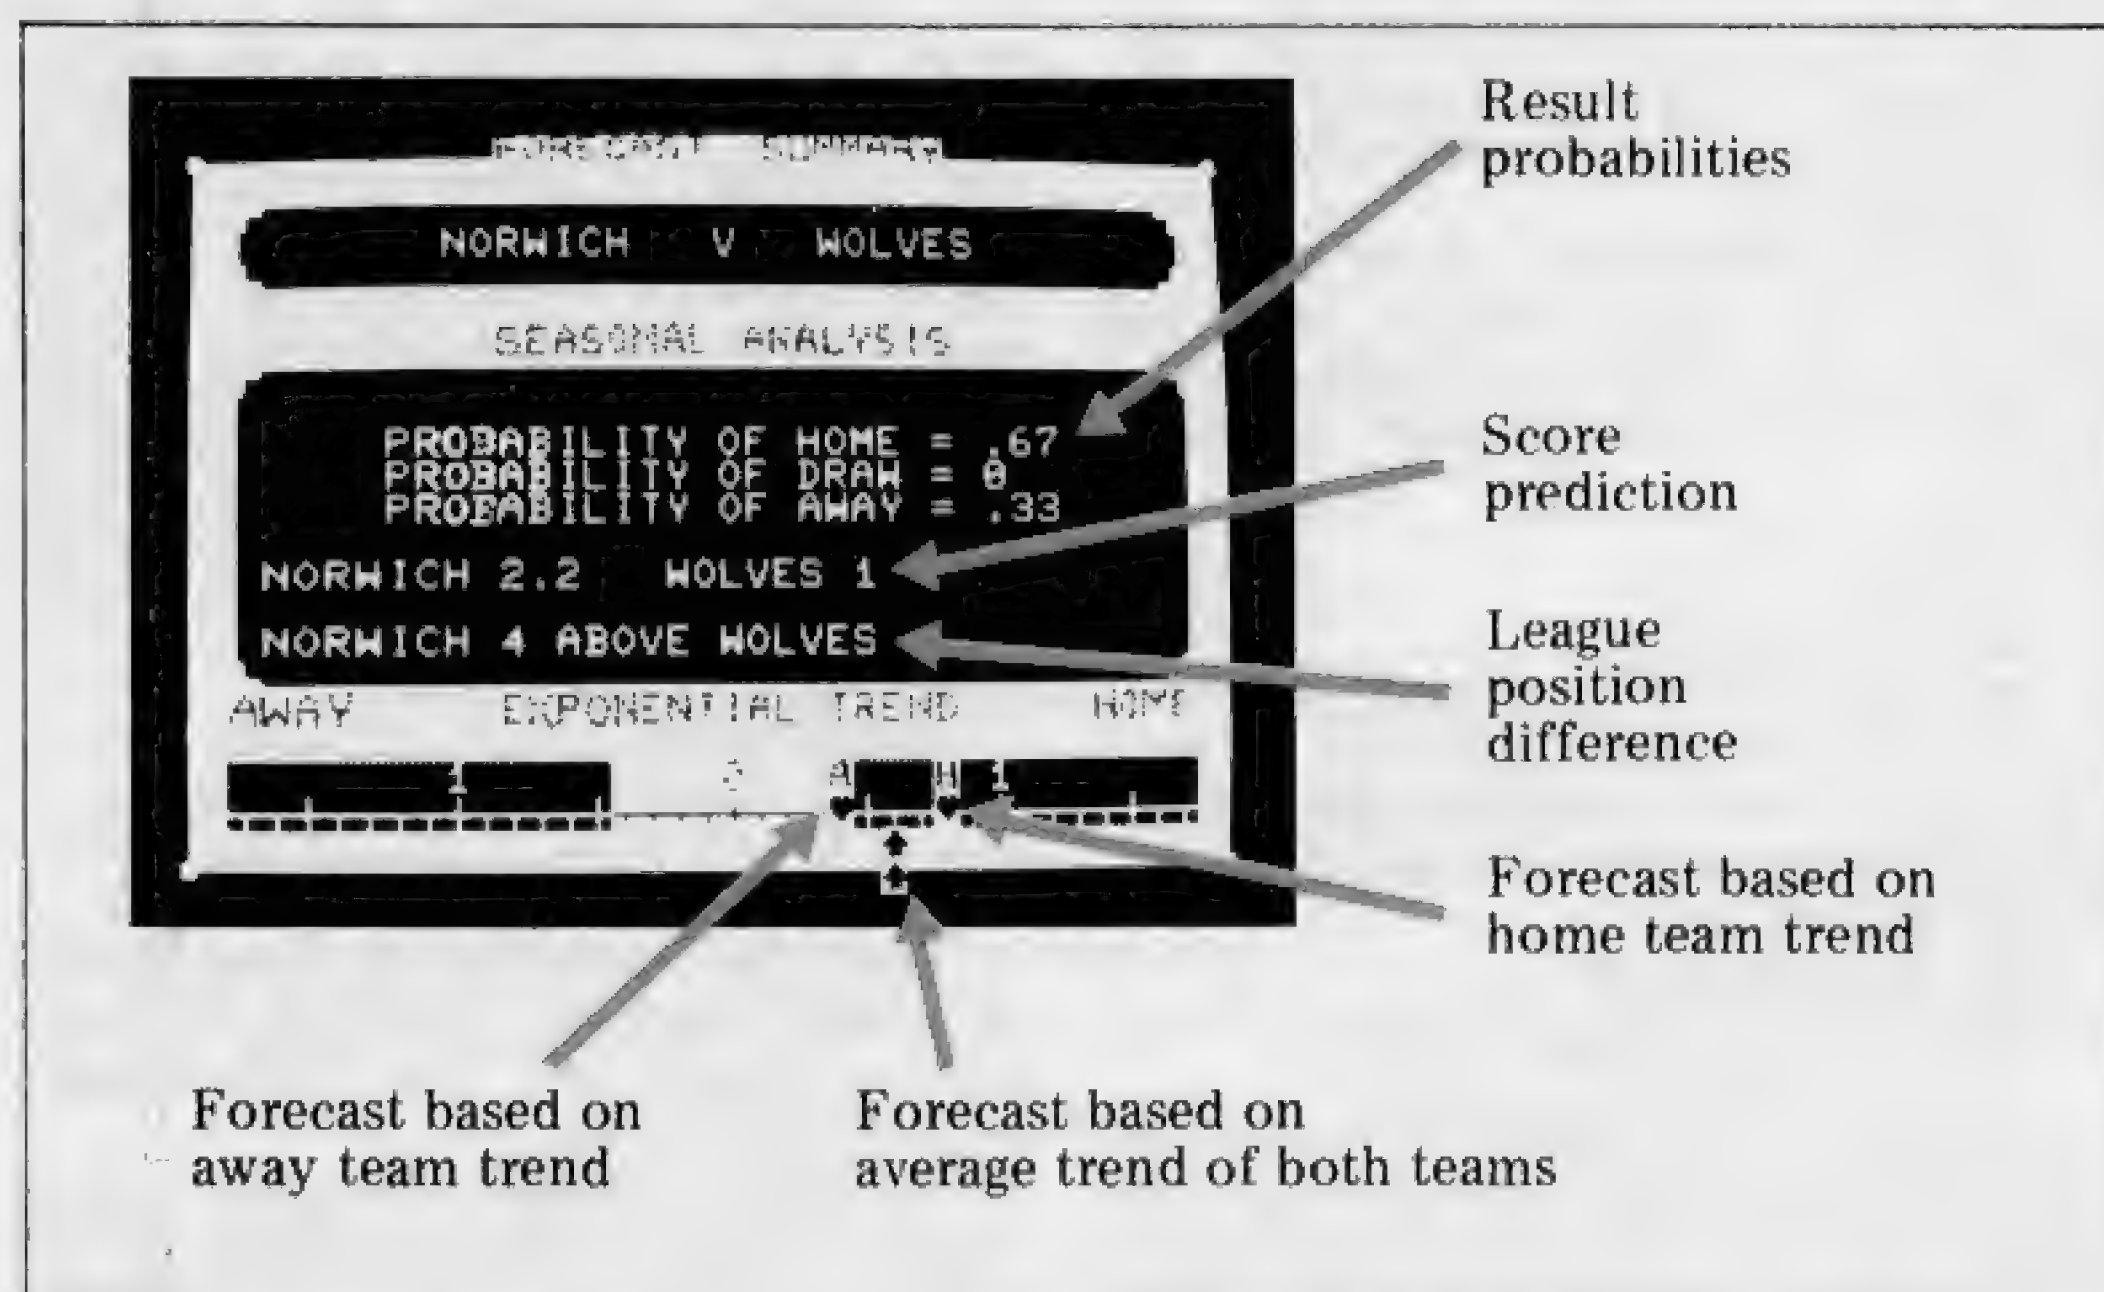 FORECAST SUMMARY
NORWICH V WOLVES
SEASONAL ANALYSIS
PROBABILITY OF HOME = .67
PROBABILITY OF DRAW = 0
PROBABILITY OF AWAY = .33
NORWICH 2.2 WOLVES 1
NORWICH 4 ABOVE WOLVES
AWAY EXPONENTIAL TREND HOME
1 0 A H 1
Result
probabilities
Score
prediction
League
position
difference
Forecast based on
home team trend
Forecast based on
away team trend
Forecast based on
average trend of both teams